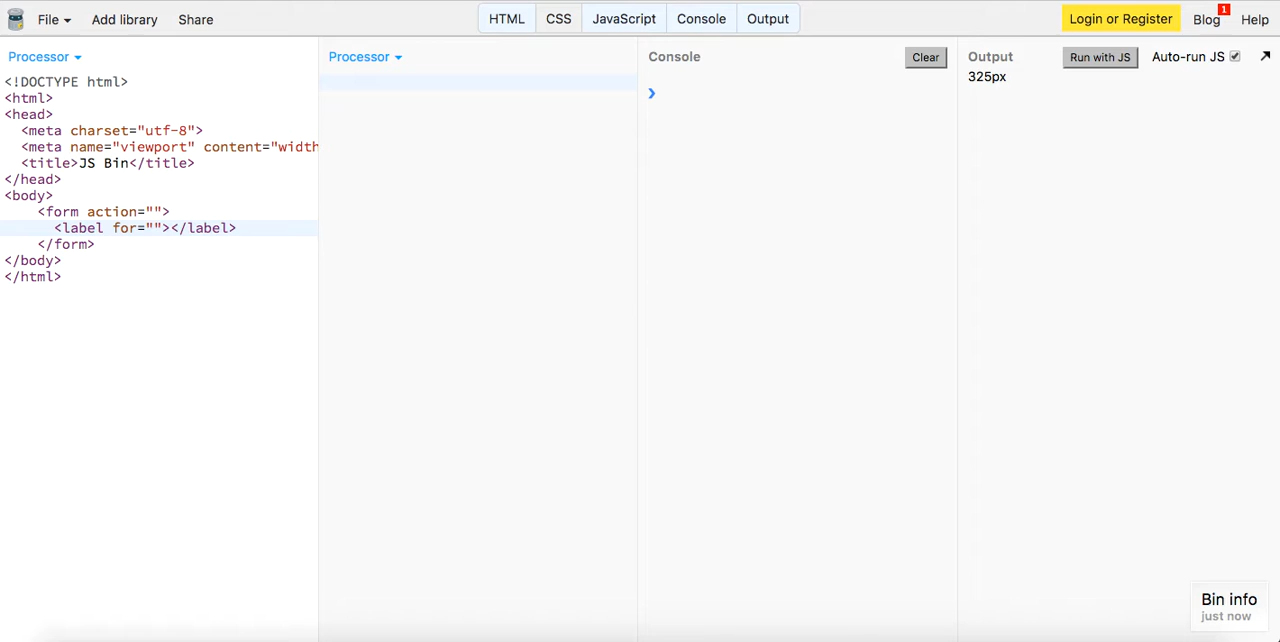 File Add library Share HTML CSS JavaScript Console Output Login or Register Blog 1 Help
Processor
<!DOCTYPE html>
<html>
<head>
<meta charset="utf-8">
<meta name="viewport" content="width
<title>JS Bin</title>
</head>
<body>
<form action="">
<label for=""></label>
</form>
</body>
</html>
Processor
Console Clear
Output Run with JS Auto-run JS
325px
Bin info
just now